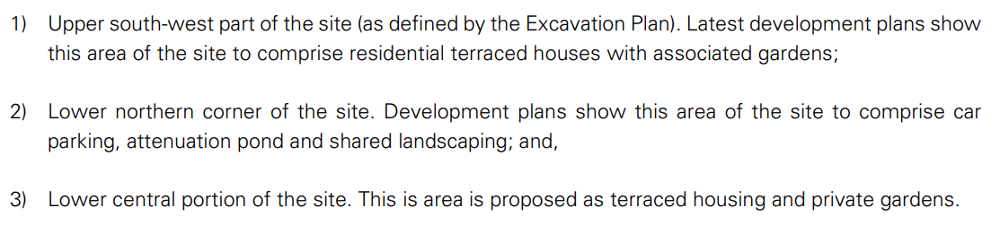 1) Upper south-west part of the site (as defined by the Excavation Plan). Latest development plans show
this area of the site to comprise residential terraced houses with associated gardens;
2) Lower northern corner of the site. Development plans show this area of the site to comprise car
parking, attenuation pond and shared landscaping; and,
3) Lower central portion of the site. This is area is proposed as terraced housing and private gardens.